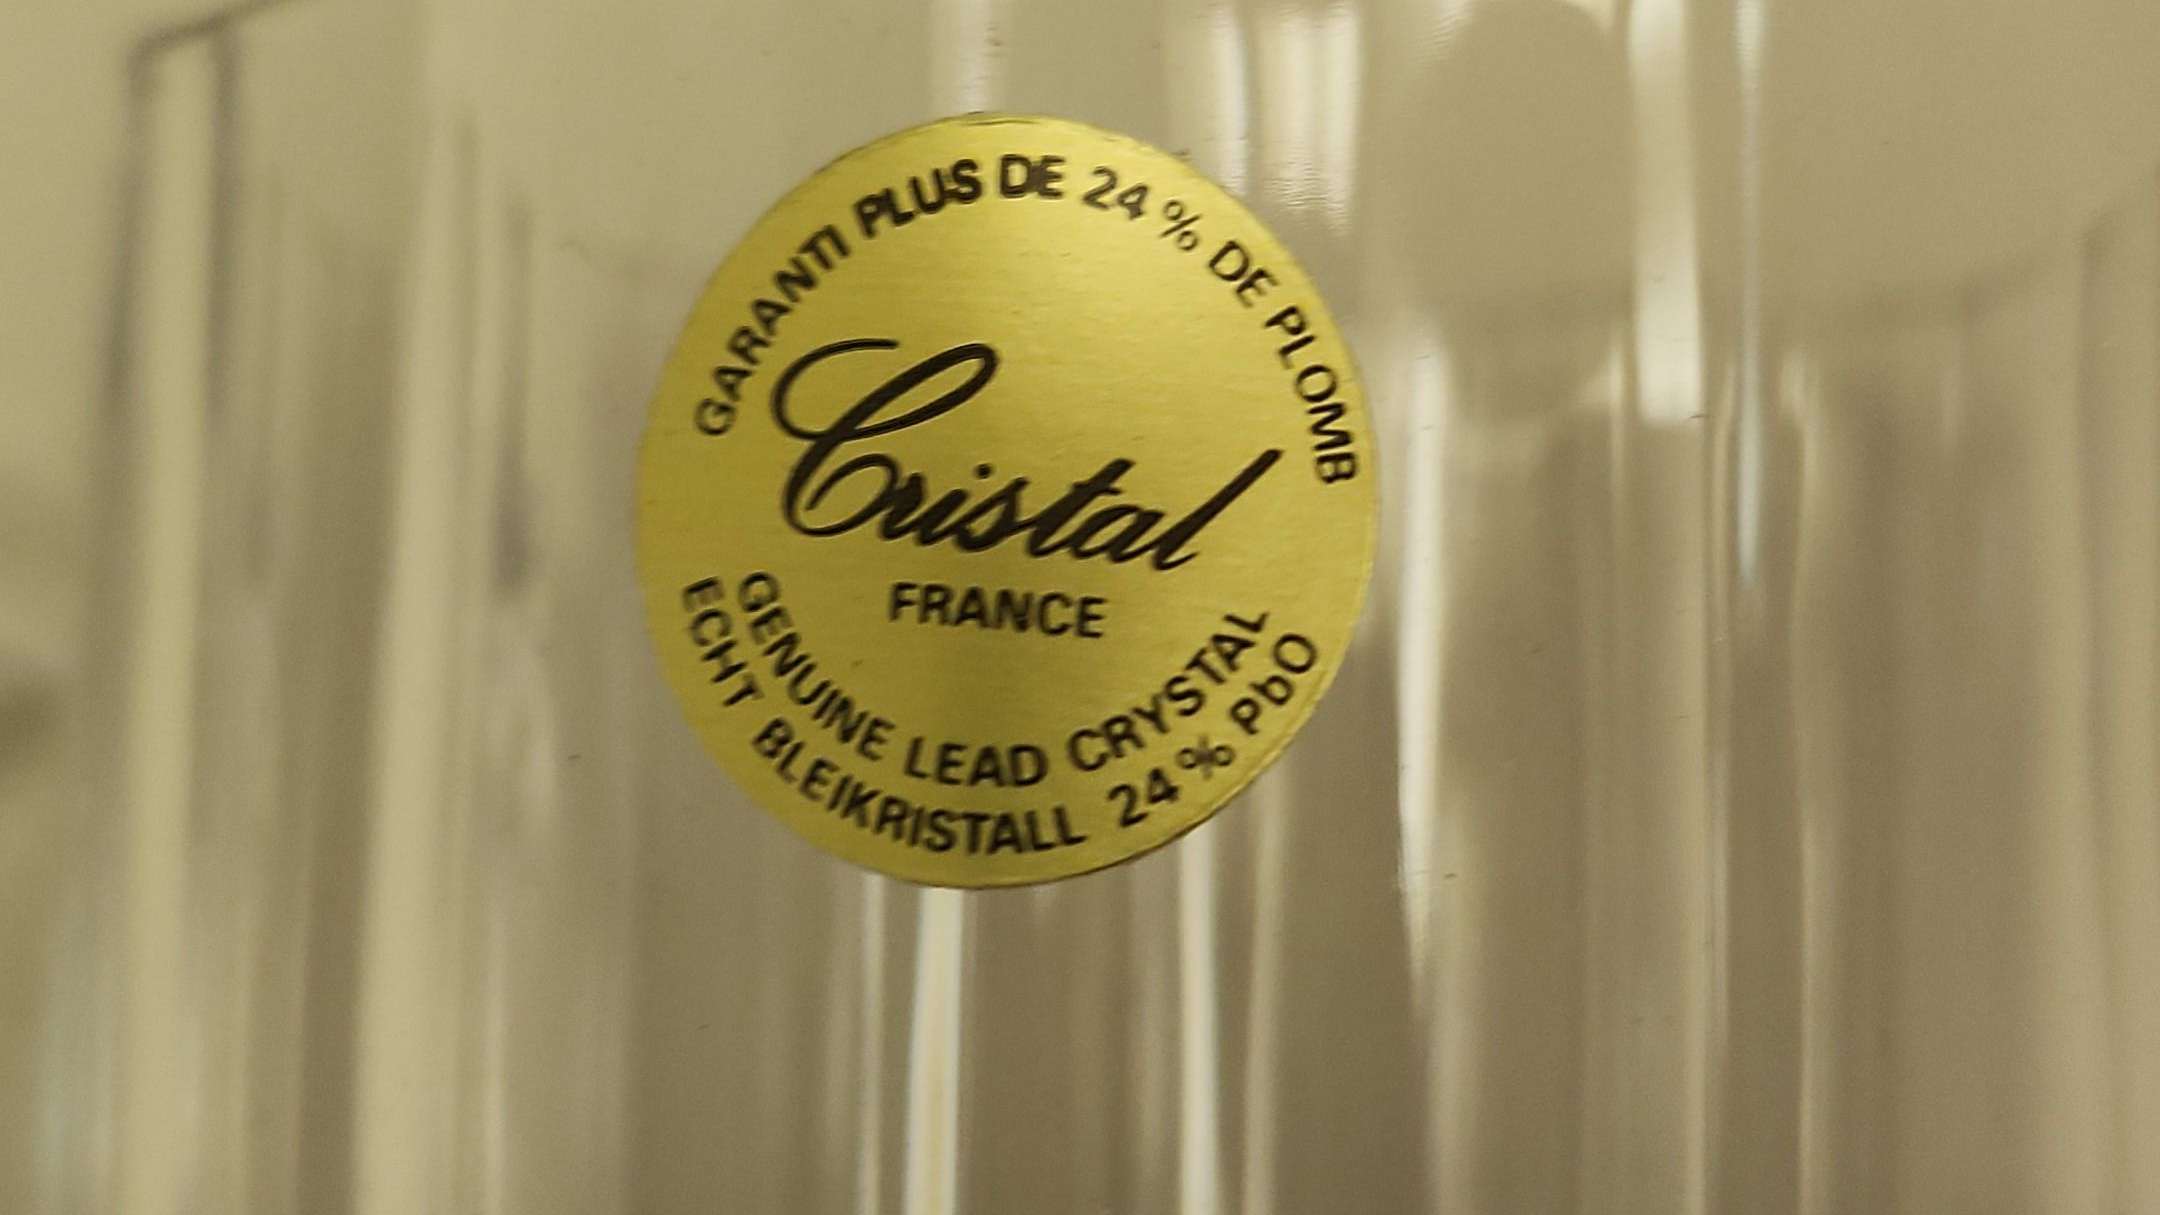 GARANTI PLUS DE 24% DE PLOMB
Cristal
FRANCE
GENUINE LEAD CRYSTAL
ECHT BLEIKRISTALL 24% PbO